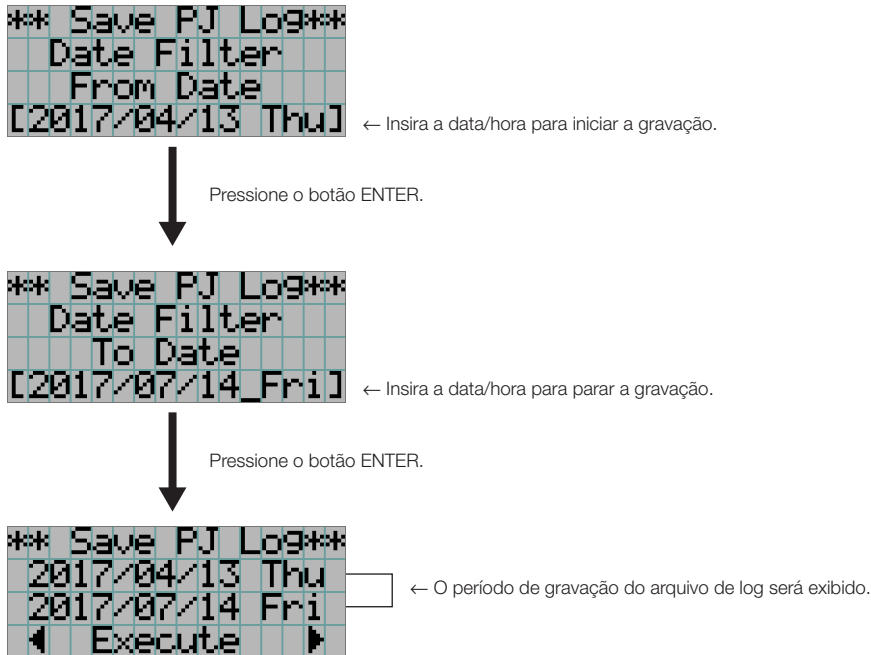 ** Save PJ Log**
Date Filter
From Date
[2017/04/13 Thu]
← Insira a data/hora para iniciar a gravação.
Pressione o botão ENTER.
** Save PJ Log**
Date Filter
To Date
[2017/07/14_Fri]
← Insira a data/hora para parar a gravação.
Pressione o botão ENTER.
** Save PJ Log**
2017/04/13 Thu
2017/07/14 Fri
← O período de gravação do arquivo de log será exibido.
◀ Execute ▶